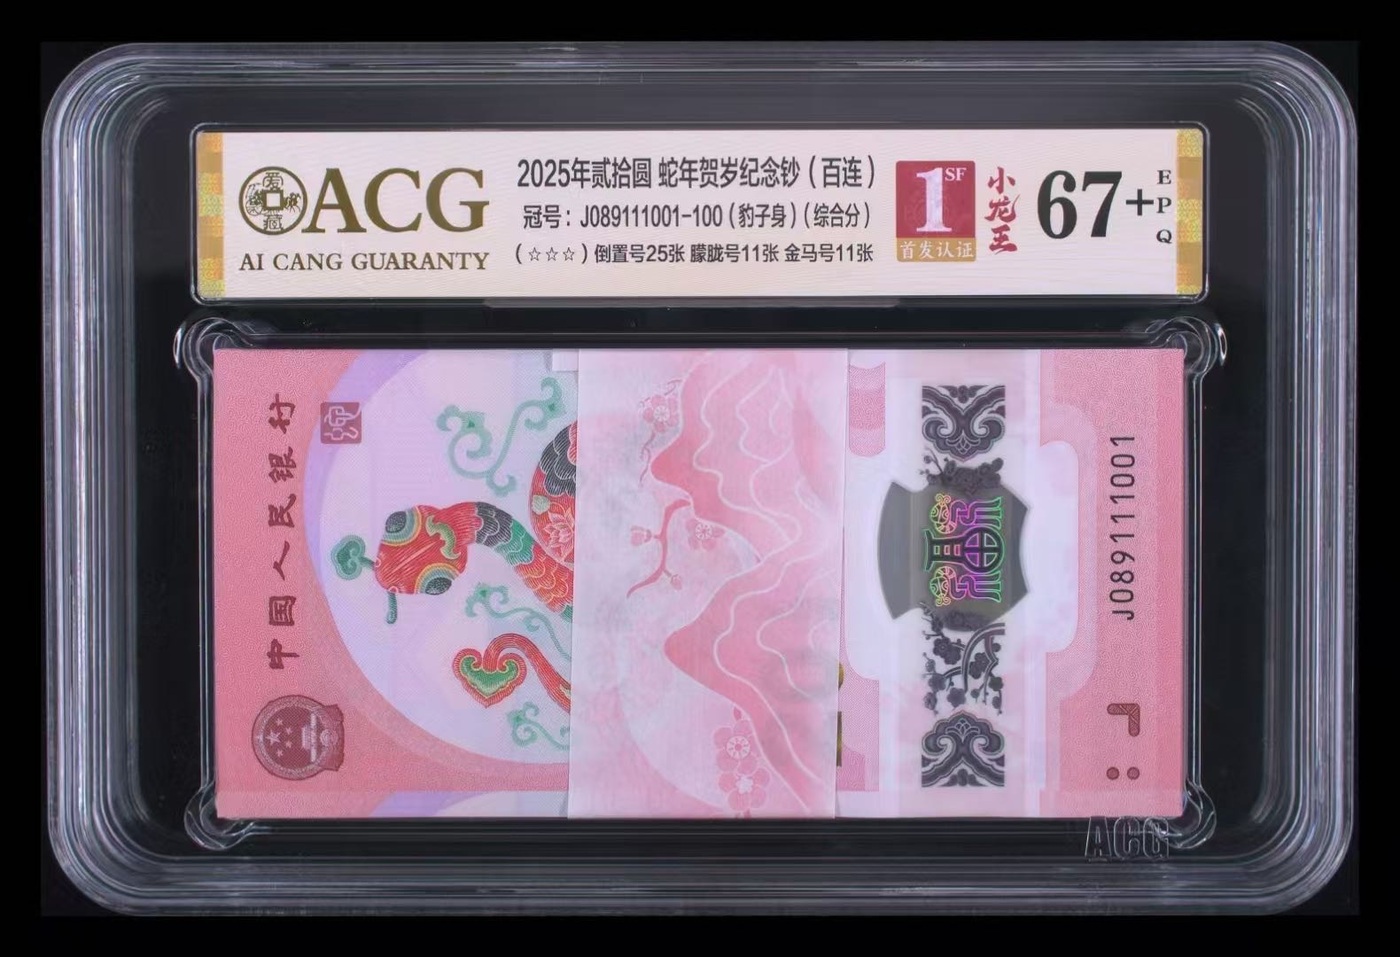 ACG
AI CANG GUARANTY
2025年贰拾圆 蛇年贺岁纪念钞（百连）
冠号：J089111001-100（豹子身）（综合分）
（☆☆☆）倒置号25张 朦胧号11张 金马号11张
1 SF
首发认证
小龙王
67+
EPQ
中国人民银行
福
J089111001
ACG